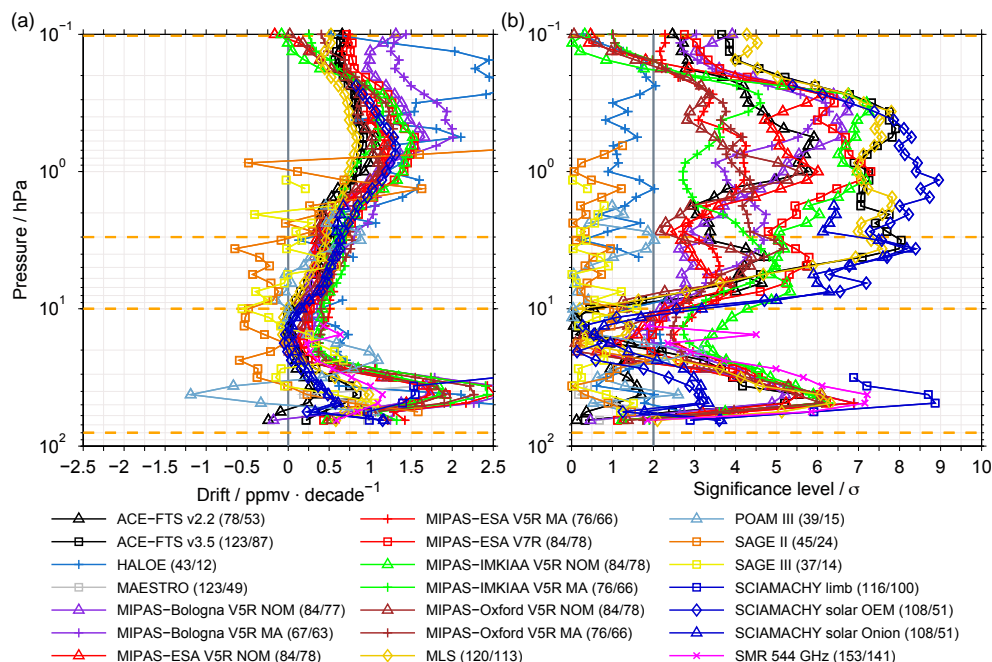 (a)
(b)
10⁻¹
10⁰
10¹
10²
Pressure / hPa
−2.5 −2 −1.5 −1 −0.5 0 0.5 1 1.5 2 2.5
Drift / ppmv · decade⁻¹
10⁻¹
10⁰
10¹
10²
0 1 2 3 4 5 6 7 8 9 10
Significance level / σ
ACE−FTS v2.2 (78/53)
ACE−FTS v3.5 (123/87)
HALOE (43/12)
MAESTRO (123/49)
MIPAS−Bologna V5R NOM (84/77)
MIPAS−Bologna V5R MA (67/63)
MIPAS−ESA V5R NOM (84/78)
MIPAS−ESA V5R MA (76/66)
MIPAS−ESA V7R (84/78)
MIPAS−IMKIAA V5R NOM (84/78)
MIPAS−IMKIAA V5R MA (76/66)
MIPAS−Oxford V5R NOM (84/78)
MIPAS−Oxford V5R MA (76/66)
MLS (120/113)
POAM III (39/15)
SAGE II (45/24)
SAGE III (37/14)
SCIAMACHY limb (116/100)
SCIAMACHY solar OEM (108/51)
SCIAMACHY solar Onion (108/51)
SMR 544 GHz (153/141)